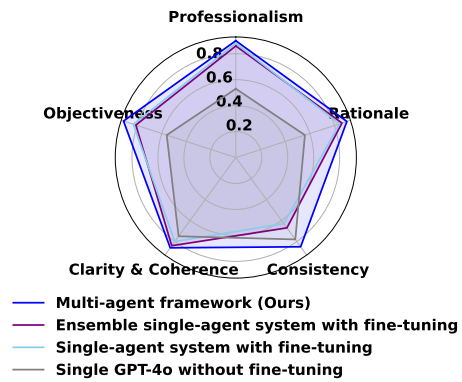 Professionalism
0.8
0.6
0.4
0.2
Objectiveness
Rationale
Clarity & Coherence
Consistency
Multi-agent framework (Ours)
Ensemble single-agent system with fine-tuning
Single-agent system with fine-tuning
Single GPT-4o without fine-tuning